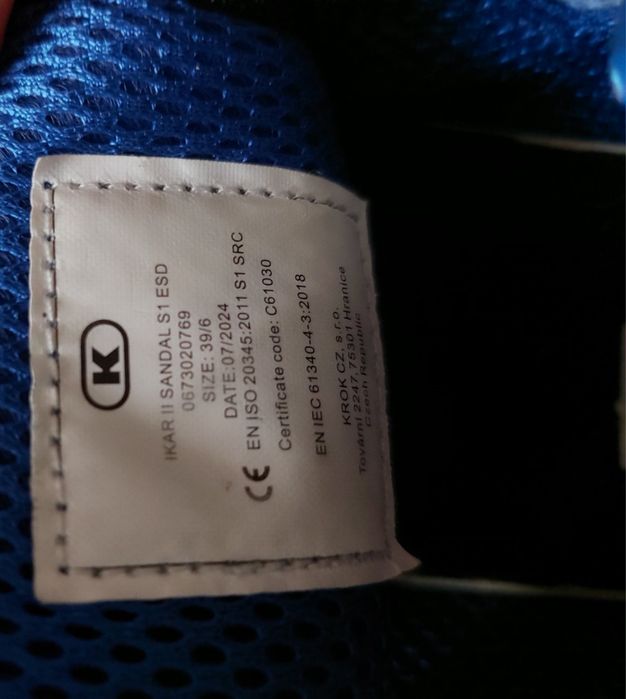 K
IKAR II SANDAL S1 ESD
0673020769
SIZE: 39/6
DATE:07/2024
CE EN ISO 20345:2011 S1 SRC
Certificate code: C61030
EN IEC 61340-4-3:2018
KROK CZ, s.r.o.
Tovární 2247, 75301 Hranice
Czech Republic